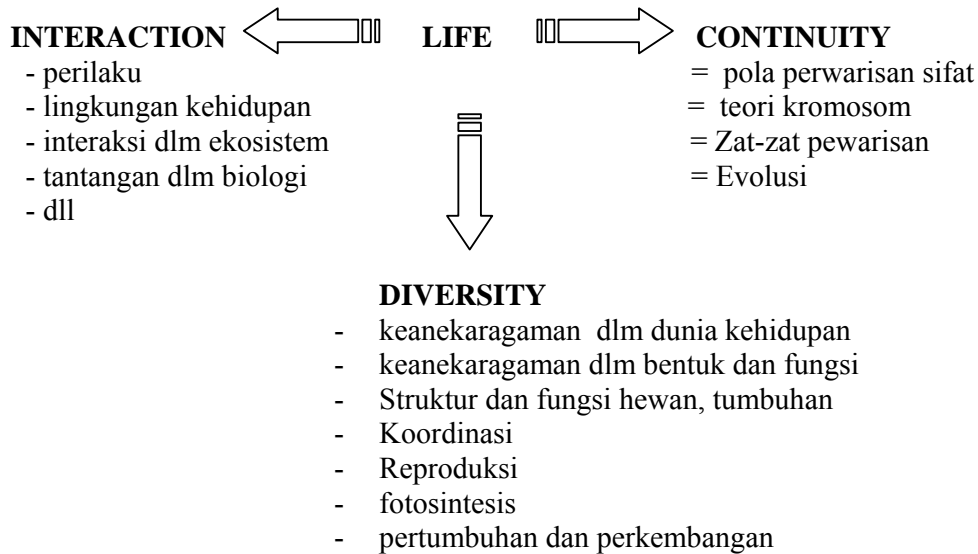 INTERACTION LIFE CONTINUITY
- perilaku
- lingkungan kehidupan
- interaksi dlm ekosistem
- tantangan dlm biologi
- dll
= pola perwarisan sifat
= teori kromosom
= Zat-zat pewarisan
= Evolusi
DIVERSITY
- keanekaragaman dlm dunia kehidupan
- keanekaragaman dlm bentuk dan fungsi
- Struktur dan fungsi hewan, tumbuhan
- Koordinasi
- Reproduksi
- fotosintesis
- pertumbuhan dan perkembangan